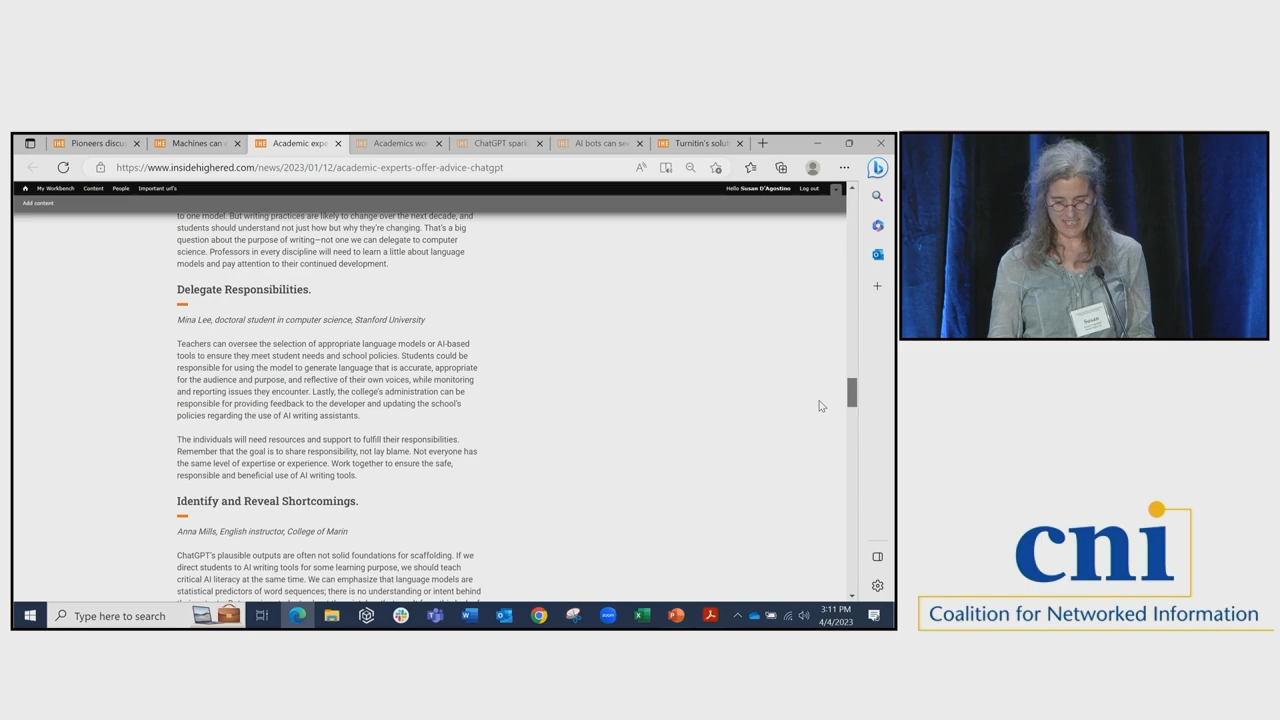 Pioneers discu
Machines can
Academic exp
Academics wo
ChatGPT spark
AI bots can se
Turnitin's solut
https://www.insidehighered.com/news/2023/01/12/academic-experts-offer-advice-chatgpt
My Workbench
Content
People
Important url's
Hello Susan D'Agostino
Log out
Add content
to one model. But writing practices are likely to change over the next decade, and
students should understand not just how but why they're changing. That's a big
question about the purpose of writing—not one we can delegate to computer
science. Professors in every discipline will need to learn a little about language
models and pay attention to their continued development.
Delegate Responsibilities.
Mina Lee, doctoral student in computer science, Stanford University
Teachers can oversee the selection of appropriate language models or AI-based
tools to ensure they meet student needs and school policies. Students could be
responsible for using the model to generate language that is accurate, appropriate
for the audience and purpose, and reflective of their own voices, while monitoring
and reporting issues they encounter. Lastly, the college's administration can be
responsible for providing feedback to the developer and updating the school's
policies regarding the use of AI writing assistants.
The individuals will need resources and support to fulfill their responsibilities.
Remember that the goal is to share responsibility, not lay blame. Not everyone has
the same level of expertise or experience. Work together to ensure the safe,
responsible and beneficial use of AI writing tools.
Identify and Reveal Shortcomings.
Anna Mills, English instructor, College of Marin
ChatGPT's plausible outputs are often not solid foundations for scaffolding. If we
direct students to AI writing tools for some learning purpose, we should teach
critical AI literacy at the same time. We can emphasize that language models are
statistical predictors of word sequences; there is no understanding or intent behind
Type here to search
3:11 PM
4/4/2023
Susan
cni
Coalition for Networked Information